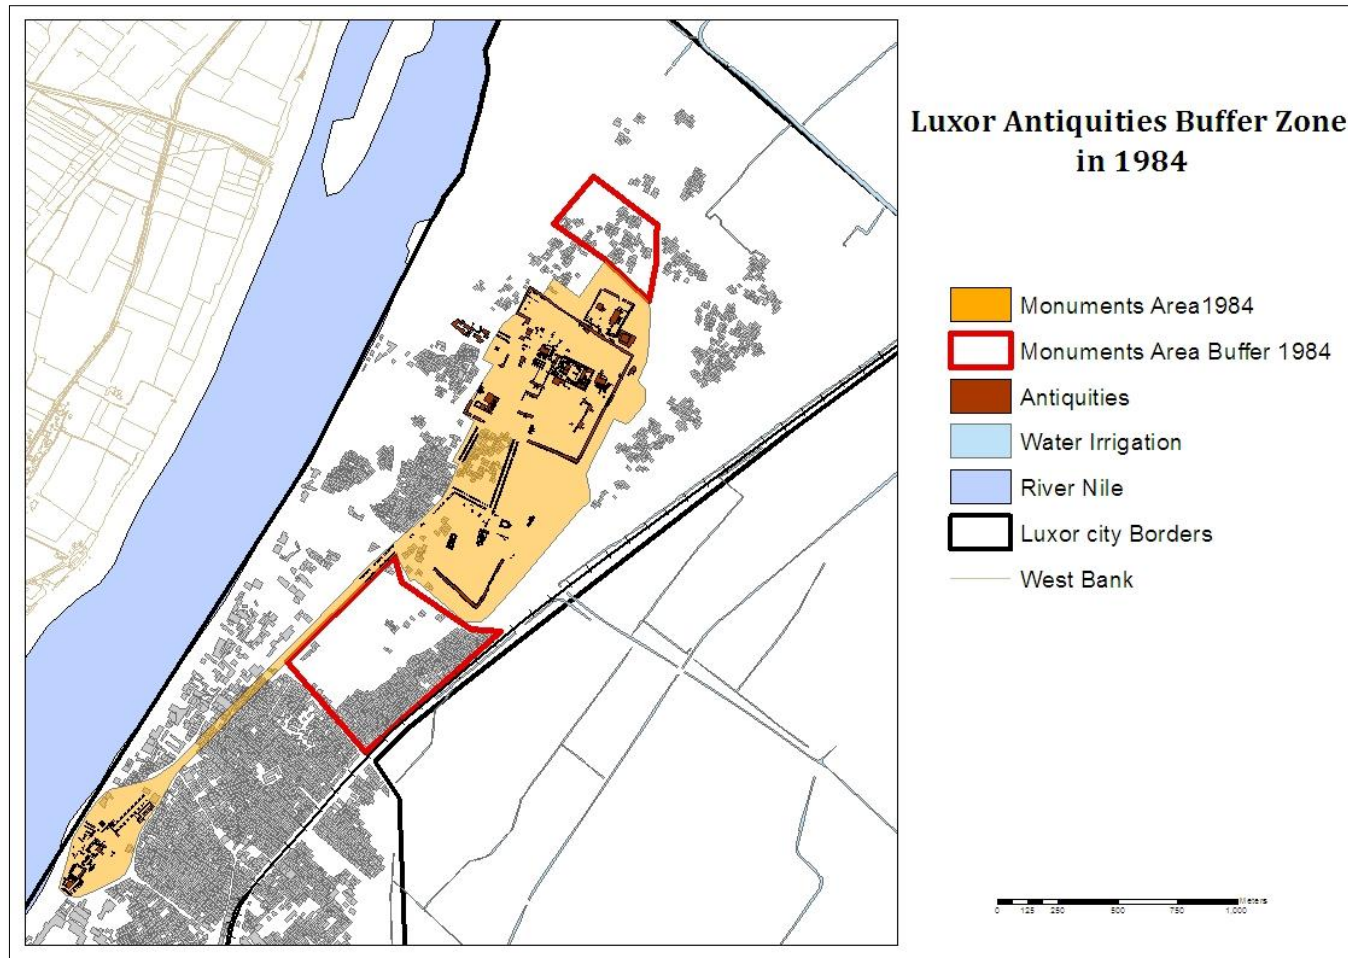 Luxor Antiquities Buffer Zone
in 1984
Monuments Area1984
Monuments Area Buffer 1984
Antiquities
Water Irrigation
River Nile
Luxor city Borders
West Bank
Meters
0 125 250 500 750 1,000